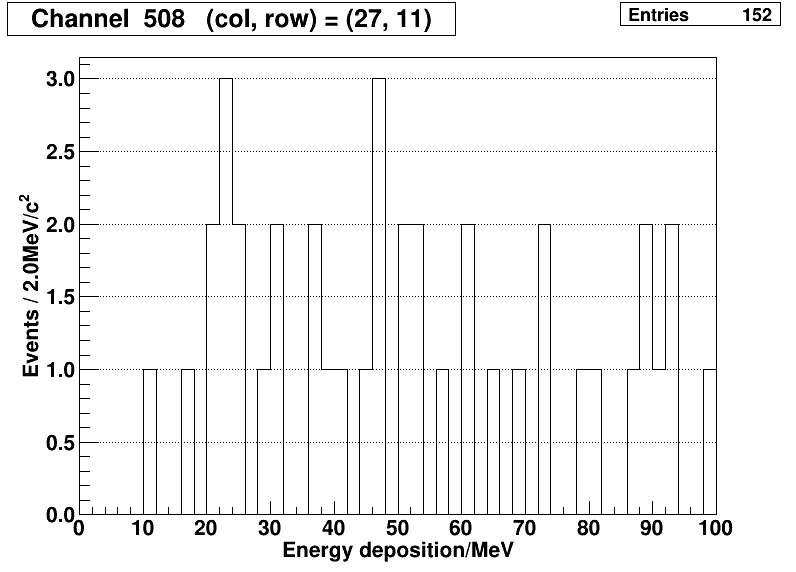 Channel 508 (col, row) = (27, 11)
Entries 152
3.0
2.5
2.0
1.5
1.0
0.5
0.0
Events / 2.0MeV/c²
0 10 20 30 40 50 60 70 80 90 100
Energy deposition/MeV